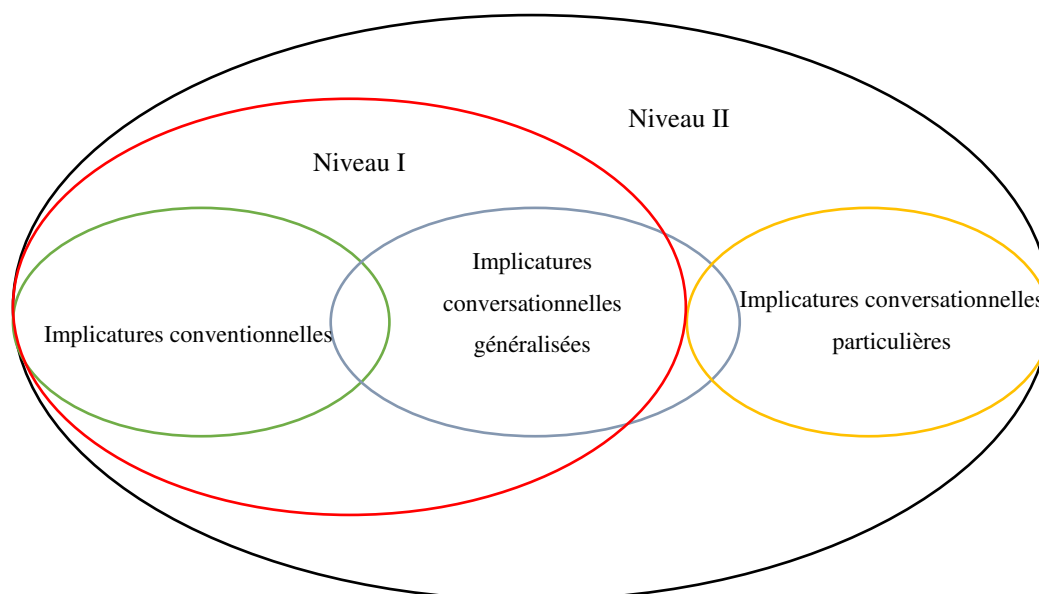 Niveau II
Niveau I
Implicatures conventionnelles
Implicatures
conversationnelles
généralisées
Implicatures conversationnelles
particulières